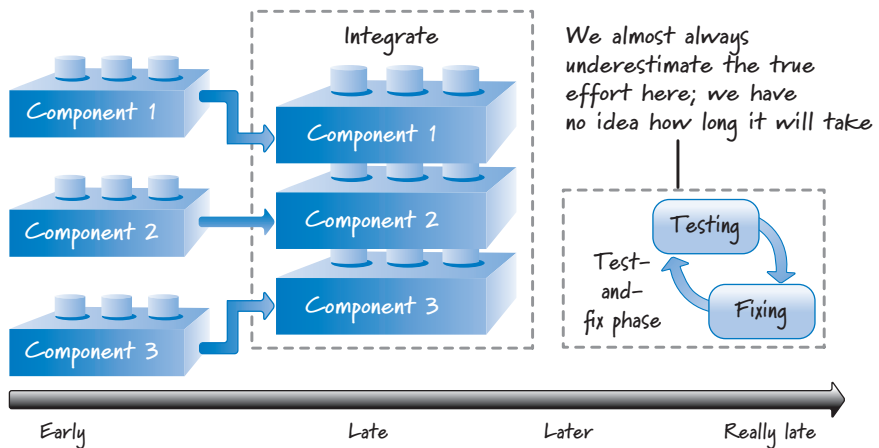 Component 1
Component 2
Component 3
Integrate
Component 1
Component 2
Component 3
We almost always
underestimate the true
effort here; we have
no idea how long it will take
Testing
Test-
and-
fix phase
Fixing
Early
Late
Later
Really late